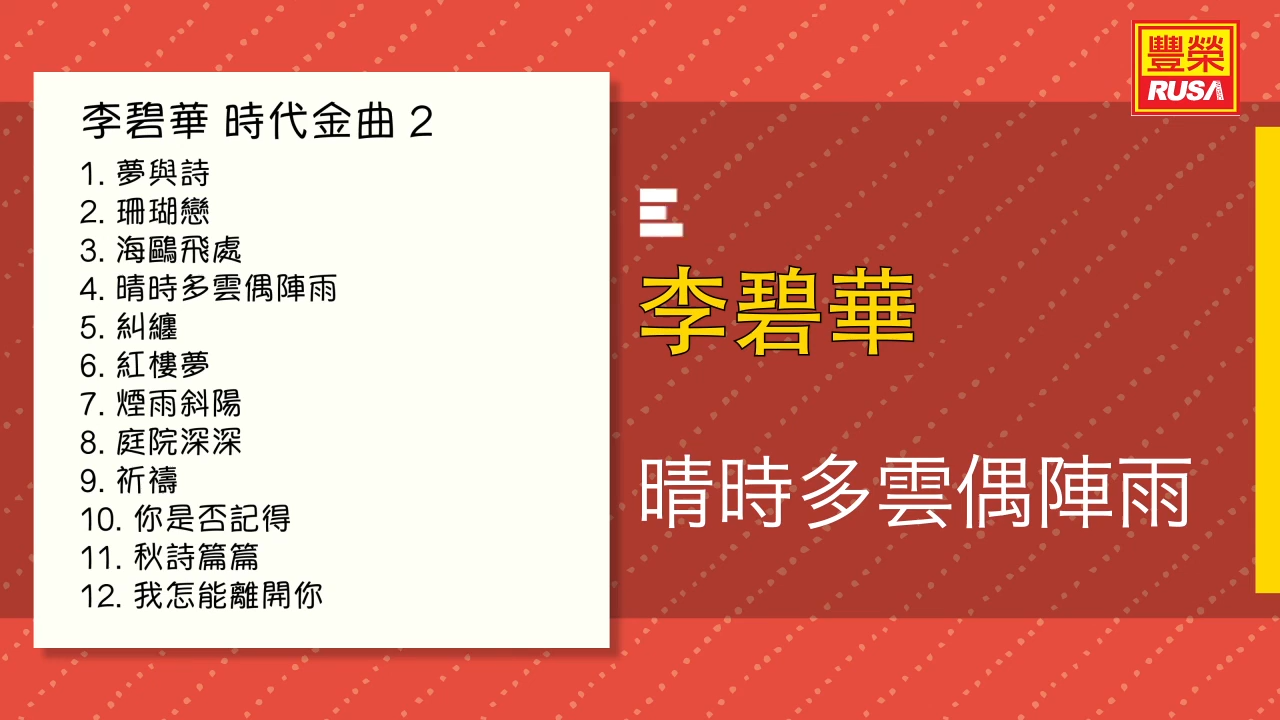 李碧華 時代金曲 2
1. 夢與詩
2. 珊瑚戀
3. 海鷗飛處
4. 晴時多雲偶陣雨
5. 糾纏
6. 紅樓夢
7. 煙雨斜陽
8. 庭院深深
9. 祈禱
10. 你是否記得
11. 秋詩篇篇
12. 我怎能離開你
豐榮
RUSA
李碧華
晴時多雲偶陣雨